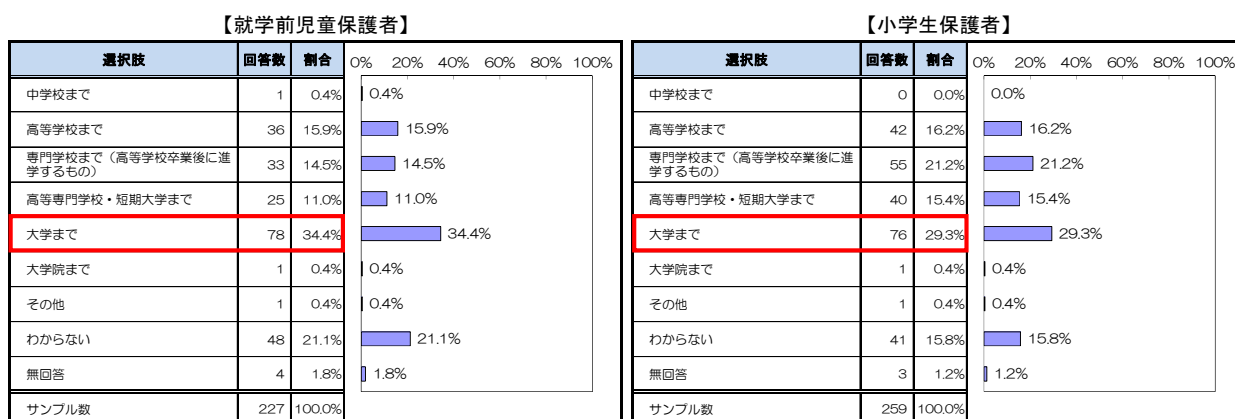 【就学前児童保護者】
選択肢 回答数 割合 0% 20% 40% 60% 80% 100%
中学校まで 1 0.4% 0.4%
高等学校まで 36 15.9% 15.9%
専門学校まで（高等学校卒業後に進
学するもの） 33 14.5% 14.5%
高等専門学校・短期大学まで 25 11.0% 11.0%
大学まで 78 34.4% 34.4%
大学院まで 1 0.4% 0.4%
その他 1 0.4% 0.4%
わからない 48 21.1% 21.1%
無回答 4 1.8% 1.8%
サンプル数 227 100.0%
【小学生保護者】
選択肢 回答数 割合 0% 20% 40% 60% 80% 100%
中学校まで 0 0.0% 0.0%
高等学校まで 42 16.2% 16.2%
専門学校まで（高等学校卒業後に進
学するもの） 55 21.2% 21.2%
高等専門学校・短期大学まで 40 15.4% 15.4%
大学まで 76 29.3% 29.3%
大学院まで 1 0.4% 0.4%
その他 1 0.4% 0.4%
わからない 41 15.8% 15.8%
無回答 3 1.2% 1.2%
サンプル数 259 100.0%